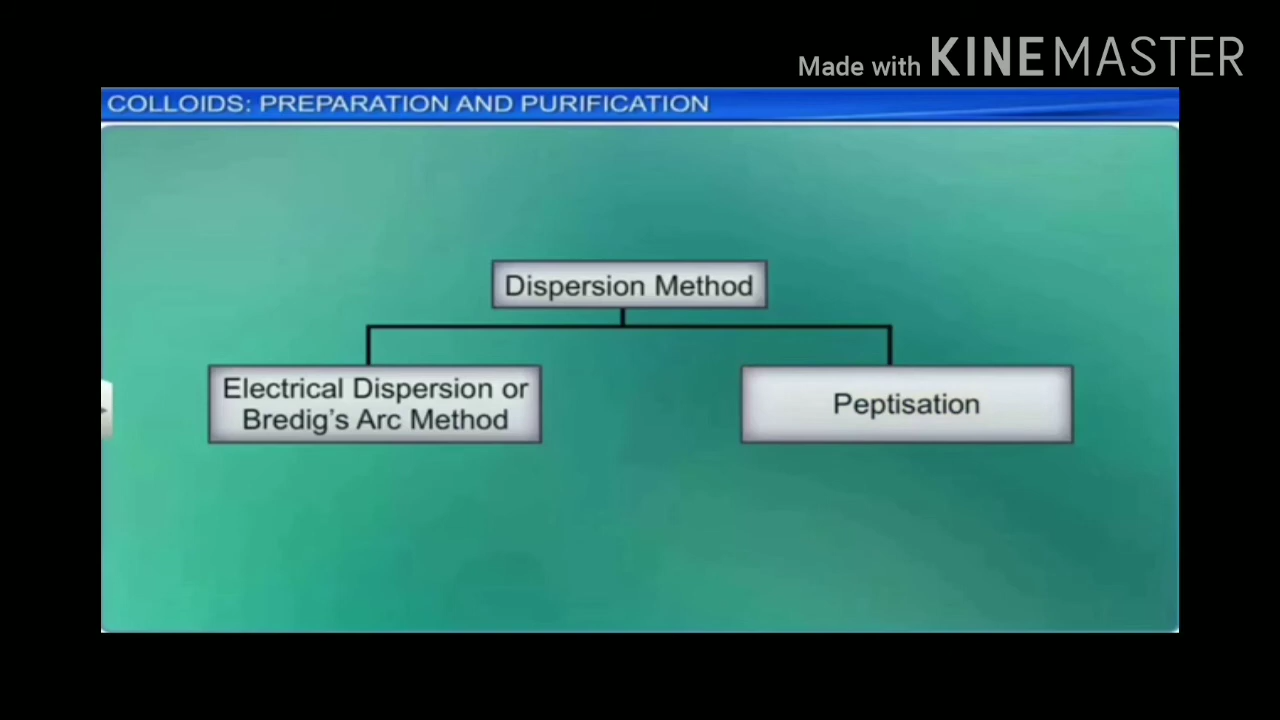 Made with KINEMASTER
COLLOIDS: PREPARATION AND PURIFICATION
Dispersion Method
Electrical Dispersion or
Bredig's Arc Method
Peptisation